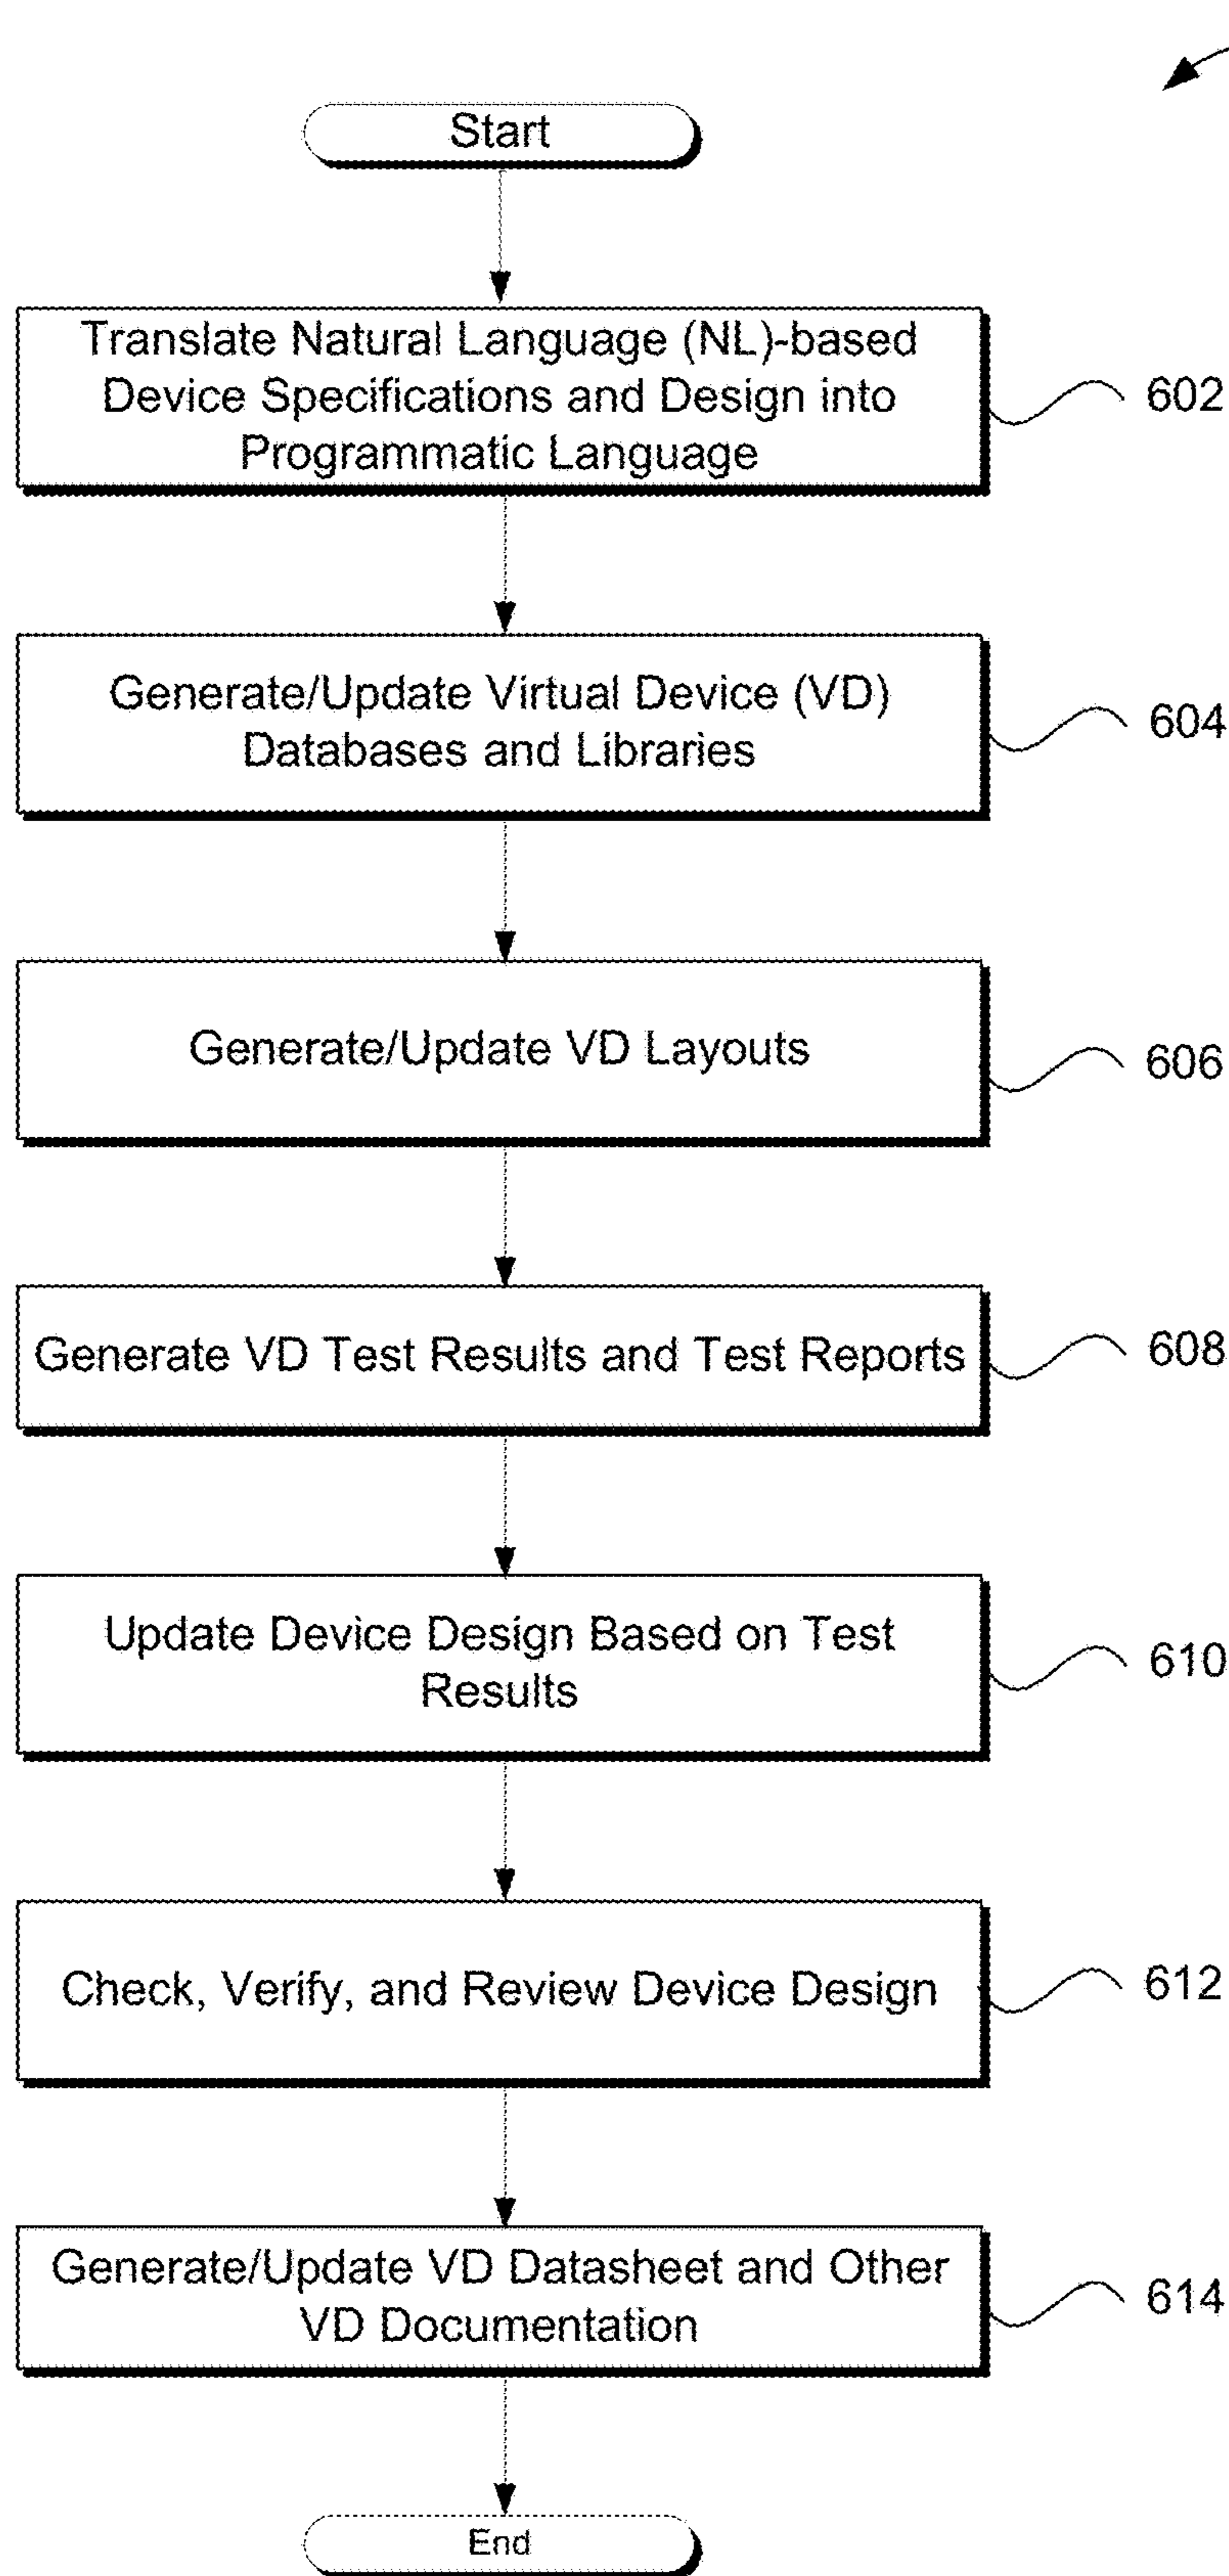 Start
Translate Natural Language (NL)-based
Device Specifications and Design into
Programmatic Language
602
Generate/Update Virtual Device (VD)
Databases and Libraries
604
Generate/Update VD Layouts
606
Generate VD Test Results and Test Reports
608
Update Device Design Based on Test
Results
610
Check, Verify, and Review Device Design
612
Generate/Update VD Datasheet and Other
VD Documentation
614
End